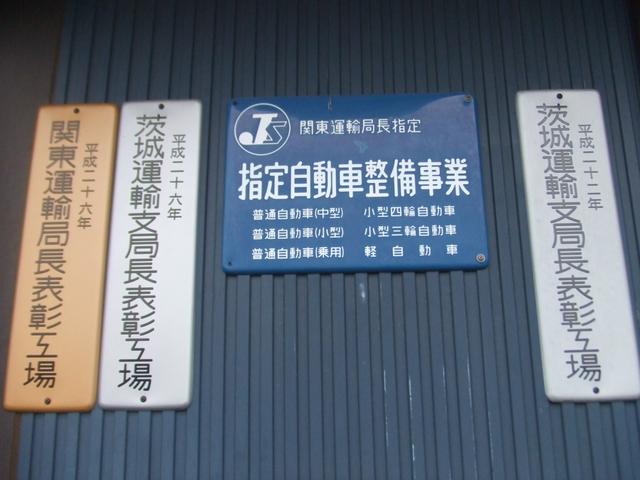 平成二十六年
関東運輸局長表彰工場
平成二十六年
茨城運輸支局長表彰工場
JS
関東運輸局長指定
指定自動車整備事業
普通自動車(中型) 小型四輪自動車
普通自動車(小型) 小型三輪自動車
普通自動車(乗用) 軽自動車
平成二十二年
茨城運輸支局長表彰工場